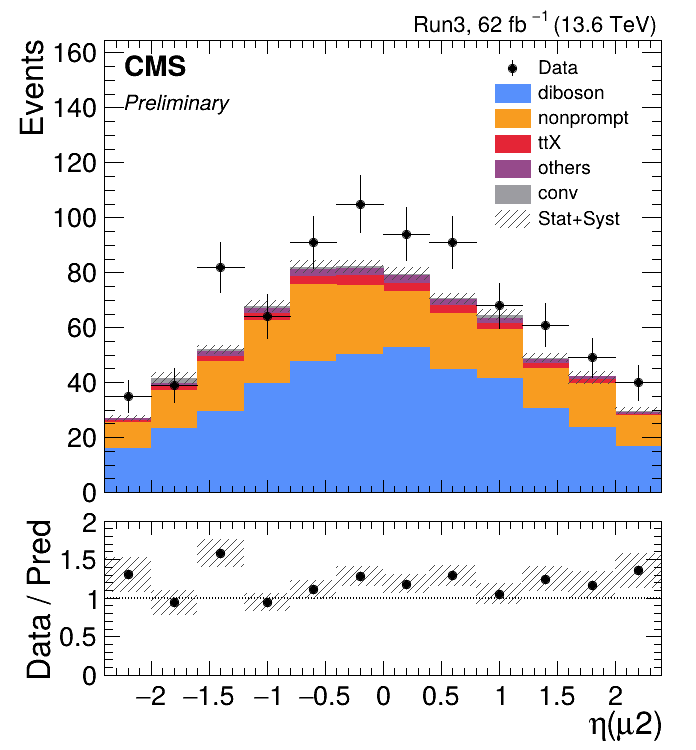 Run3, 62 fb⁻¹ (13.6 TeV)
CMS
Preliminary
Events
160
140
120
100
80
60
40
20
0
Data
diboson
nonprompt
ttX
others
conv
Stat+Syst
Data / Pred
2
1.5
1
0.5
0
−2 −1.5 −1 −0.5 0 0.5 1 1.5 2
η(μ2)